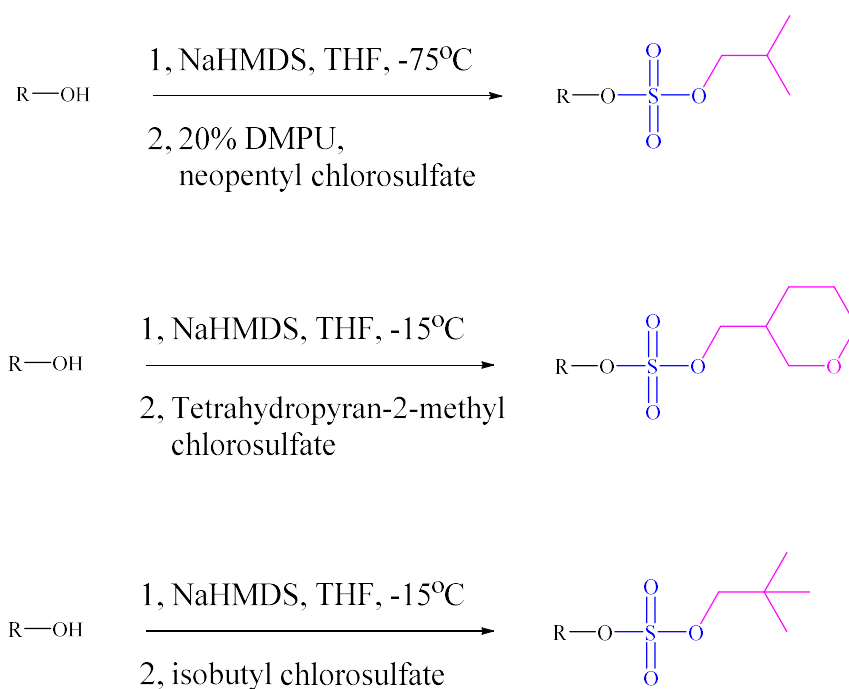 1, NaHMDS, THF, -75°C
R—OH
2, 20% DMPU,
neopentyl chlorosulfate
O
R—O—S—O
O
1, NaHMDS, THF, -15°C
R—OH
2, Tetrahydropyran-2-methyl
chlorosulfate
O
R—O—S—O
O
O
1, NaHMDS, THF, -15°C
R—OH
2, isobutyl chlorosulfate
O
R—O—S—O
O